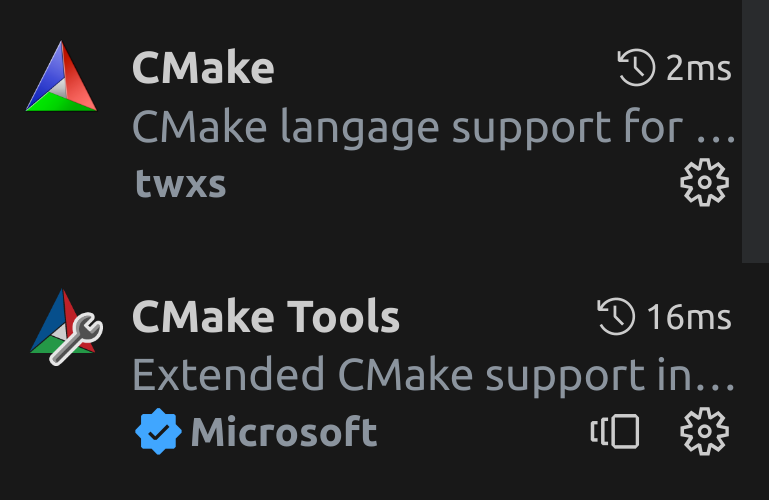 CMake 2ms
CMake langage support for ...
twxs
CMake Tools 16ms
Extended CMake support in...
Microsoft